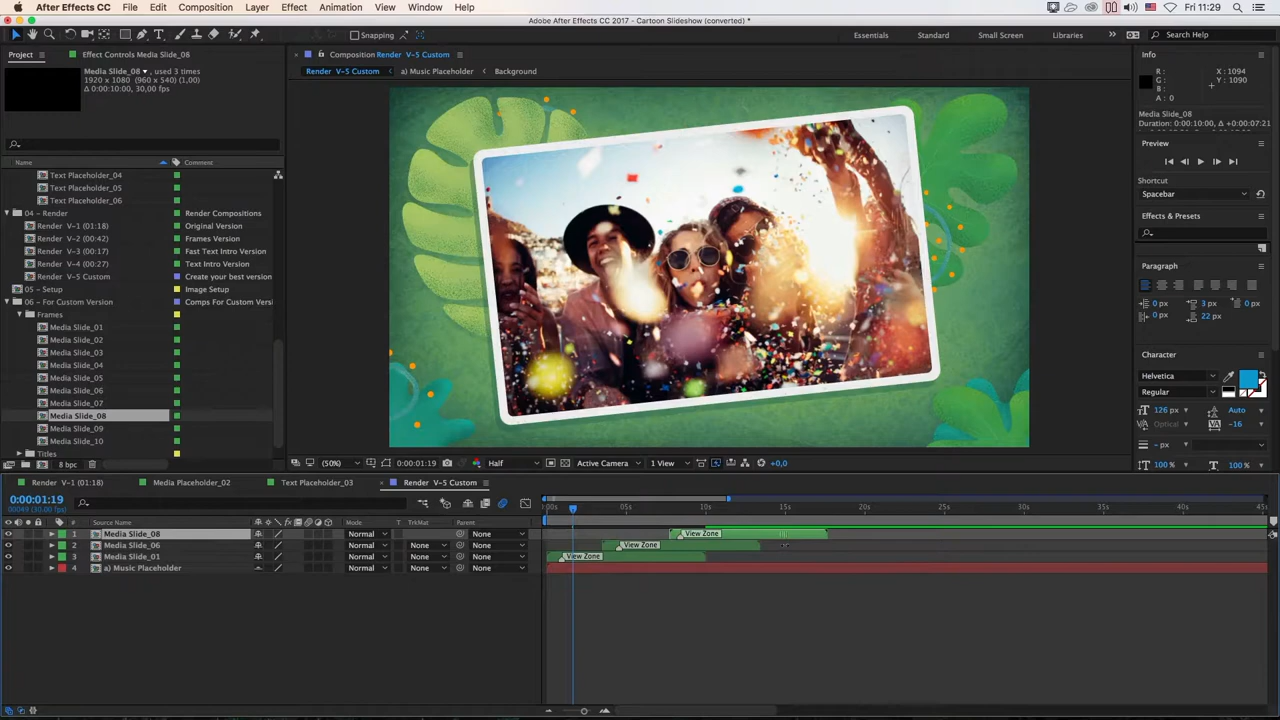 After Effects CC File Edit Composition Layer Effect Animation View Window Help Fri 11:29
Adobe After Effects CC 2017 - Cartoon Slideshow (converted) *
Snapping Essentials Standard Small Screen Libraries Search Help
Project Effect Controls Media Slide_08 Composition Render V-5 Custom Info
Media Slide_08 , used 3 times
1920 x 1080 (960 x 540) (1,00)
Δ 0:00:10:00, 30,00 fps
Render V-5 Custom a) Music Placeholder Background
R : X : 1094
G : Y : 1090
B :
A : 0
Media Slide_08
Duration: 0:00:10:00, Δ +0:00:07:21
Preview
Shortcut
Spacebar
Effects & Presets
Paragraph
0 px 3 px 0 px
0 px 22 px
Character
Helvetica
Regular
126 px Auto
Optical -16
- px
100 % 100 %
Name Comment
Text Placeholder_04
Text Placeholder_05
Text Placeholder_06
04 - Render Render Compositions
Render V-1 (01:18) Original Version
Render V-2 (00:42) Frames Version
Render V-3 (00:17) Fast Text Intro Version
Render V-4 (00:27) Text Intro Version
Render V-5 Custom Create your best version
05 - Setup Image Setup
06 - For Custom Version Comps For Custom Vers
Frames
Media Slide_01
Media Slide_02
Media Slide_03
Media Slide_04
Media Slide_05
Media Slide_06
Media Slide_07
Media Slide_08
Media Slide_09
Media Slide_10
Titles
8 bpc
(50%) 0:00:01:19 Half Active Camera 1 View +0,0
Render V-1 (01:18) Media Placeholder_02 Text Placeholder_03 Render V-5 Custom
0:00:01:19
00049 (30.00 fps)
:00s 05s 10s 15s 20s 25s 30s 35s 40s 45s
# Source Name Mode T TrkMat Parent
1 Media Slide_08 Normal None View Zone
2 Media Slide_06 Normal None None View Zone
3 Media Slide_01 Normal None None View Zone
4 a) Music Placeholder Normal None None